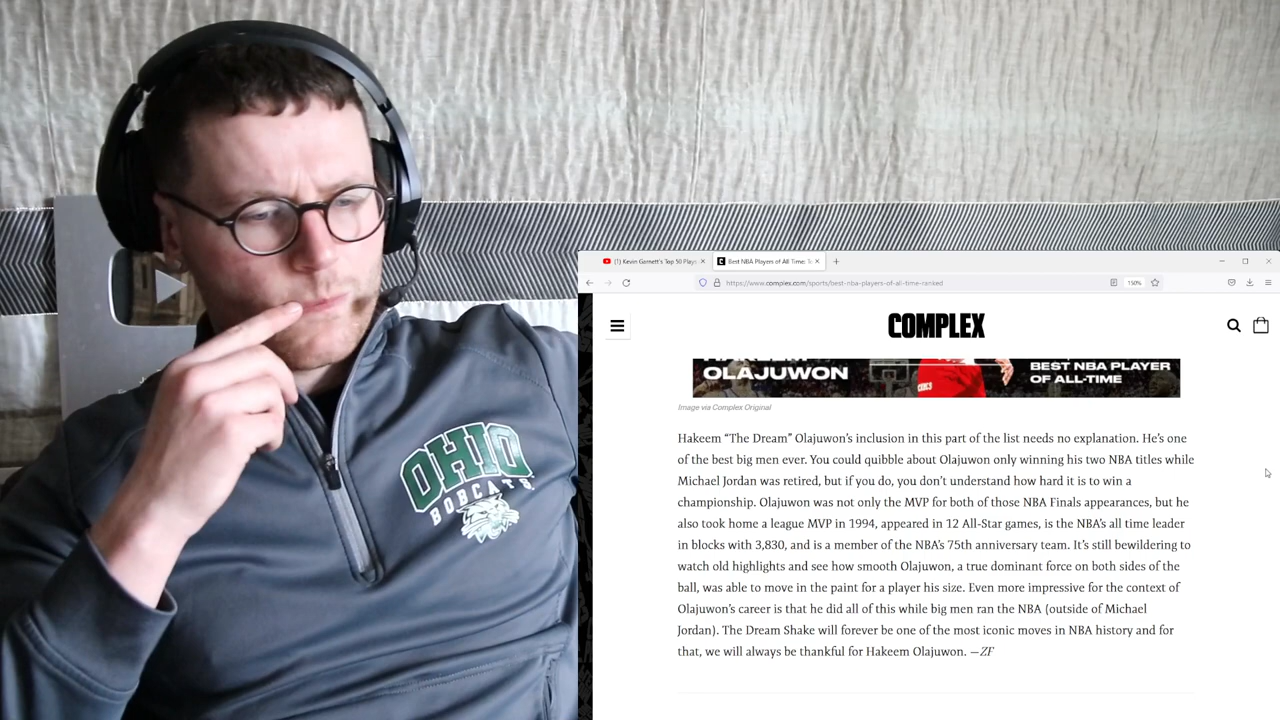 OHIO
BOBCATS
(1) Kevin Garnett's Top 50 Playe
Best NBA Players of All Time: To
https://www.complex.com/sports/best-nba-players-of-all-time-ranked
150%
COMPLEX
HAKEEM
OLAJUWON
BEST NBA PLAYER
OF ALL-TIME
Image via Complex Original
Hakeem “The Dream” Olajuwon’s inclusion in this part of the list needs no explanation. He’s one
of the best big men ever. You could quibble about Olajuwon only winning his two NBA titles while
Michael Jordan was retired, but if you do, you don’t understand how hard it is to win a
championship. Olajuwon was not only the MVP for both of those NBA Finals appearances, but he
also took home a league MVP in 1994, appeared in 12 All-Star games, is the NBA’s all time leader
in blocks with 3,830, and is a member of the NBA’s 75th anniversary team. It’s still bewildering to
watch old highlights and see how smooth Olajuwon, a true dominant force on both sides of the
ball, was able to move in the paint for a player his size. Even more impressive for the context of
Olajuwon’s career is that he did all of this while big men ran the NBA (outside of Michael
Jordan). The Dream Shake will forever be one of the most iconic moves in NBA history and for
that, we will always be thankful for Hakeem Olajuwon. —ZF